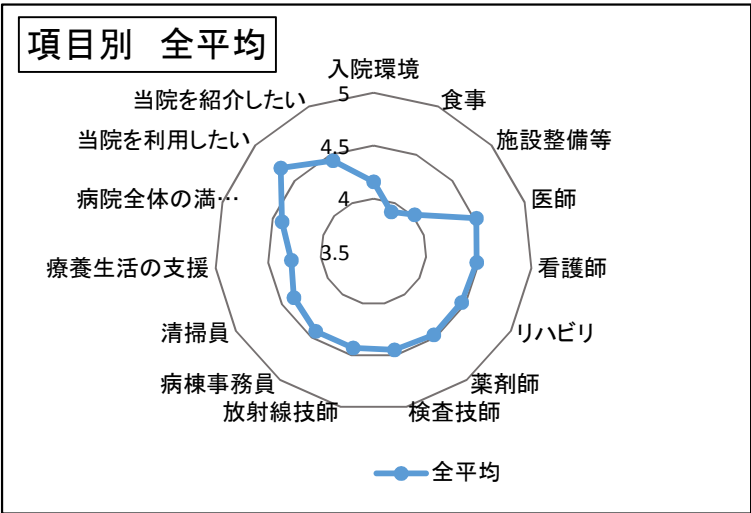 項目別 全平均
入院環境
食事
施設整備等
医師
看護師
リハビリ
薬剤師
検査技師
放射線技師
病棟事務員
清掃員
療養生活の支援
病院全体の満…
当院を利用したい
当院を紹介したい
5
4.5
4
3.5
全平均